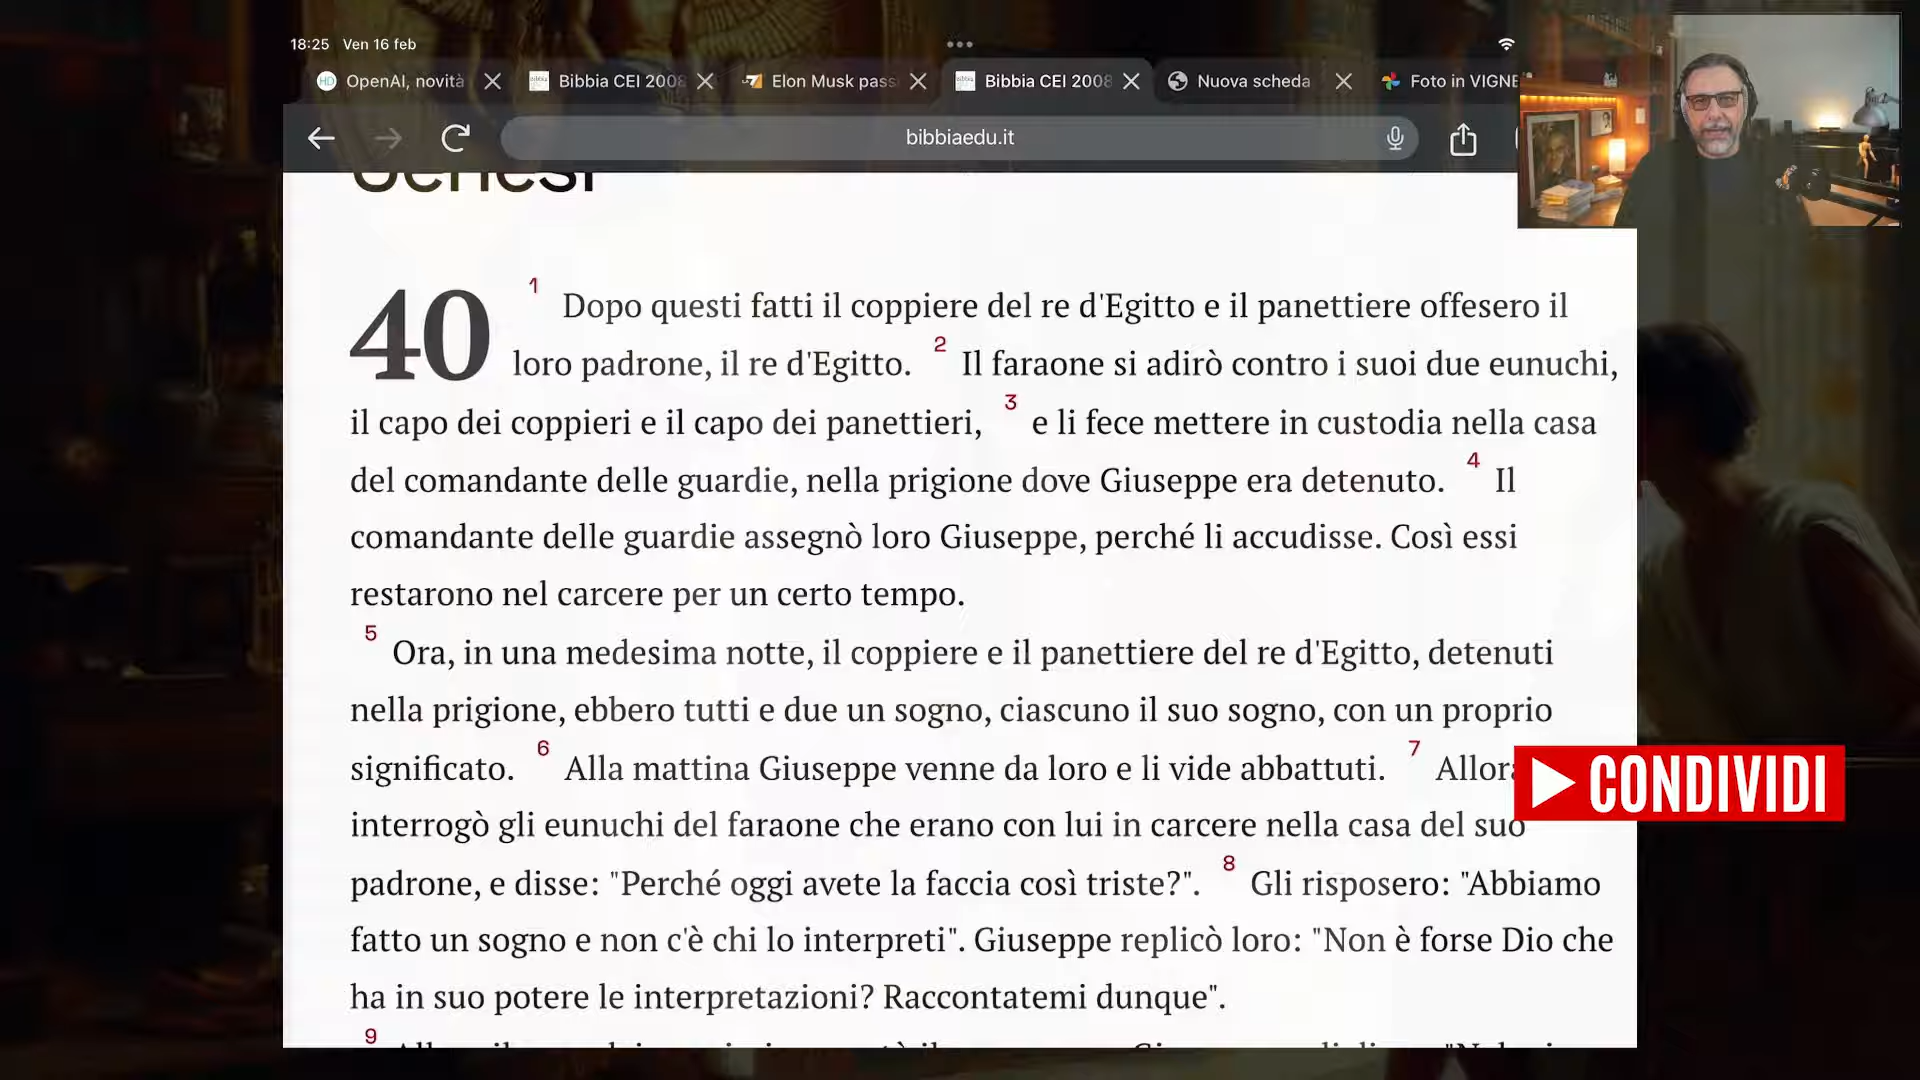 18:25 Ven 16 feb
OpenAI, novità
Bibbia CEI 2008
Elon Musk pass
Bibbia CEI 2008
Nuova scheda
Foto in VIGNE
bibbiaedu.it
Genesi
40 1 Dopo questi fatti il coppiere del re d'Egitto e il panettiere offesero il
loro padrone, il re d'Egitto. 2 Il faraone si adirò contro i suoi due eunuchi,
il capo dei coppieri e il capo dei panettieri, 3 e li fece mettere in custodia nella casa
del comandante delle guardie, nella prigione dove Giuseppe era detenuto. 4 Il
comandante delle guardie assegnò loro Giuseppe, perché li accudisse. Così essi
restarono nel carcere per un certo tempo.
5 Ora, in una medesima notte, il coppiere e il panettiere del re d'Egitto, detenuti
nella prigione, ebbero tutti e due un sogno, ciascuno il suo sogno, con un proprio
significato. 6 Alla mattina Giuseppe venne da loro e li vide abbattuti. 7 Allora
interrogò gli eunuchi del faraone che erano con lui in carcere nella casa del suo
padrone, e disse: "Perché oggi avete la faccia così triste?". 8 Gli risposero: "Abbiamo
fatto un sogno e non c'è chi lo interpreti". Giuseppe replicò loro: "Non è forse Dio che
ha in suo potere le interpretazioni? Raccontatemi dunque".
9
CONDIVIDI